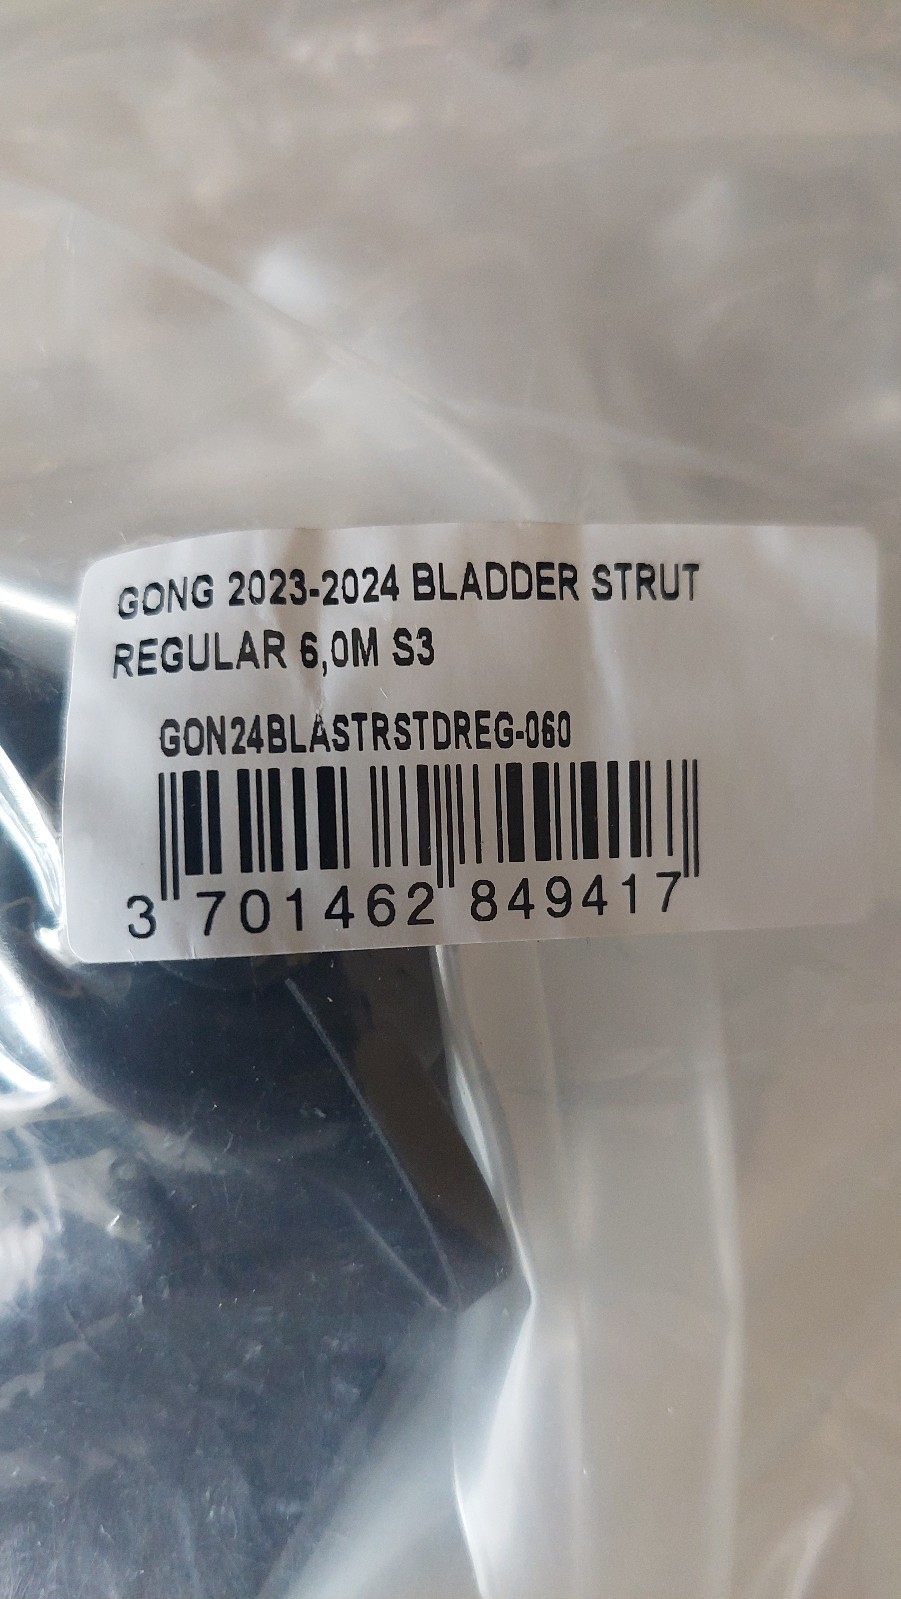 GONG 2023-2024 BLADDER STRUT
REGULAR 6,0M S3
GON24BLASTRSTDREG-060
3 701462 849417